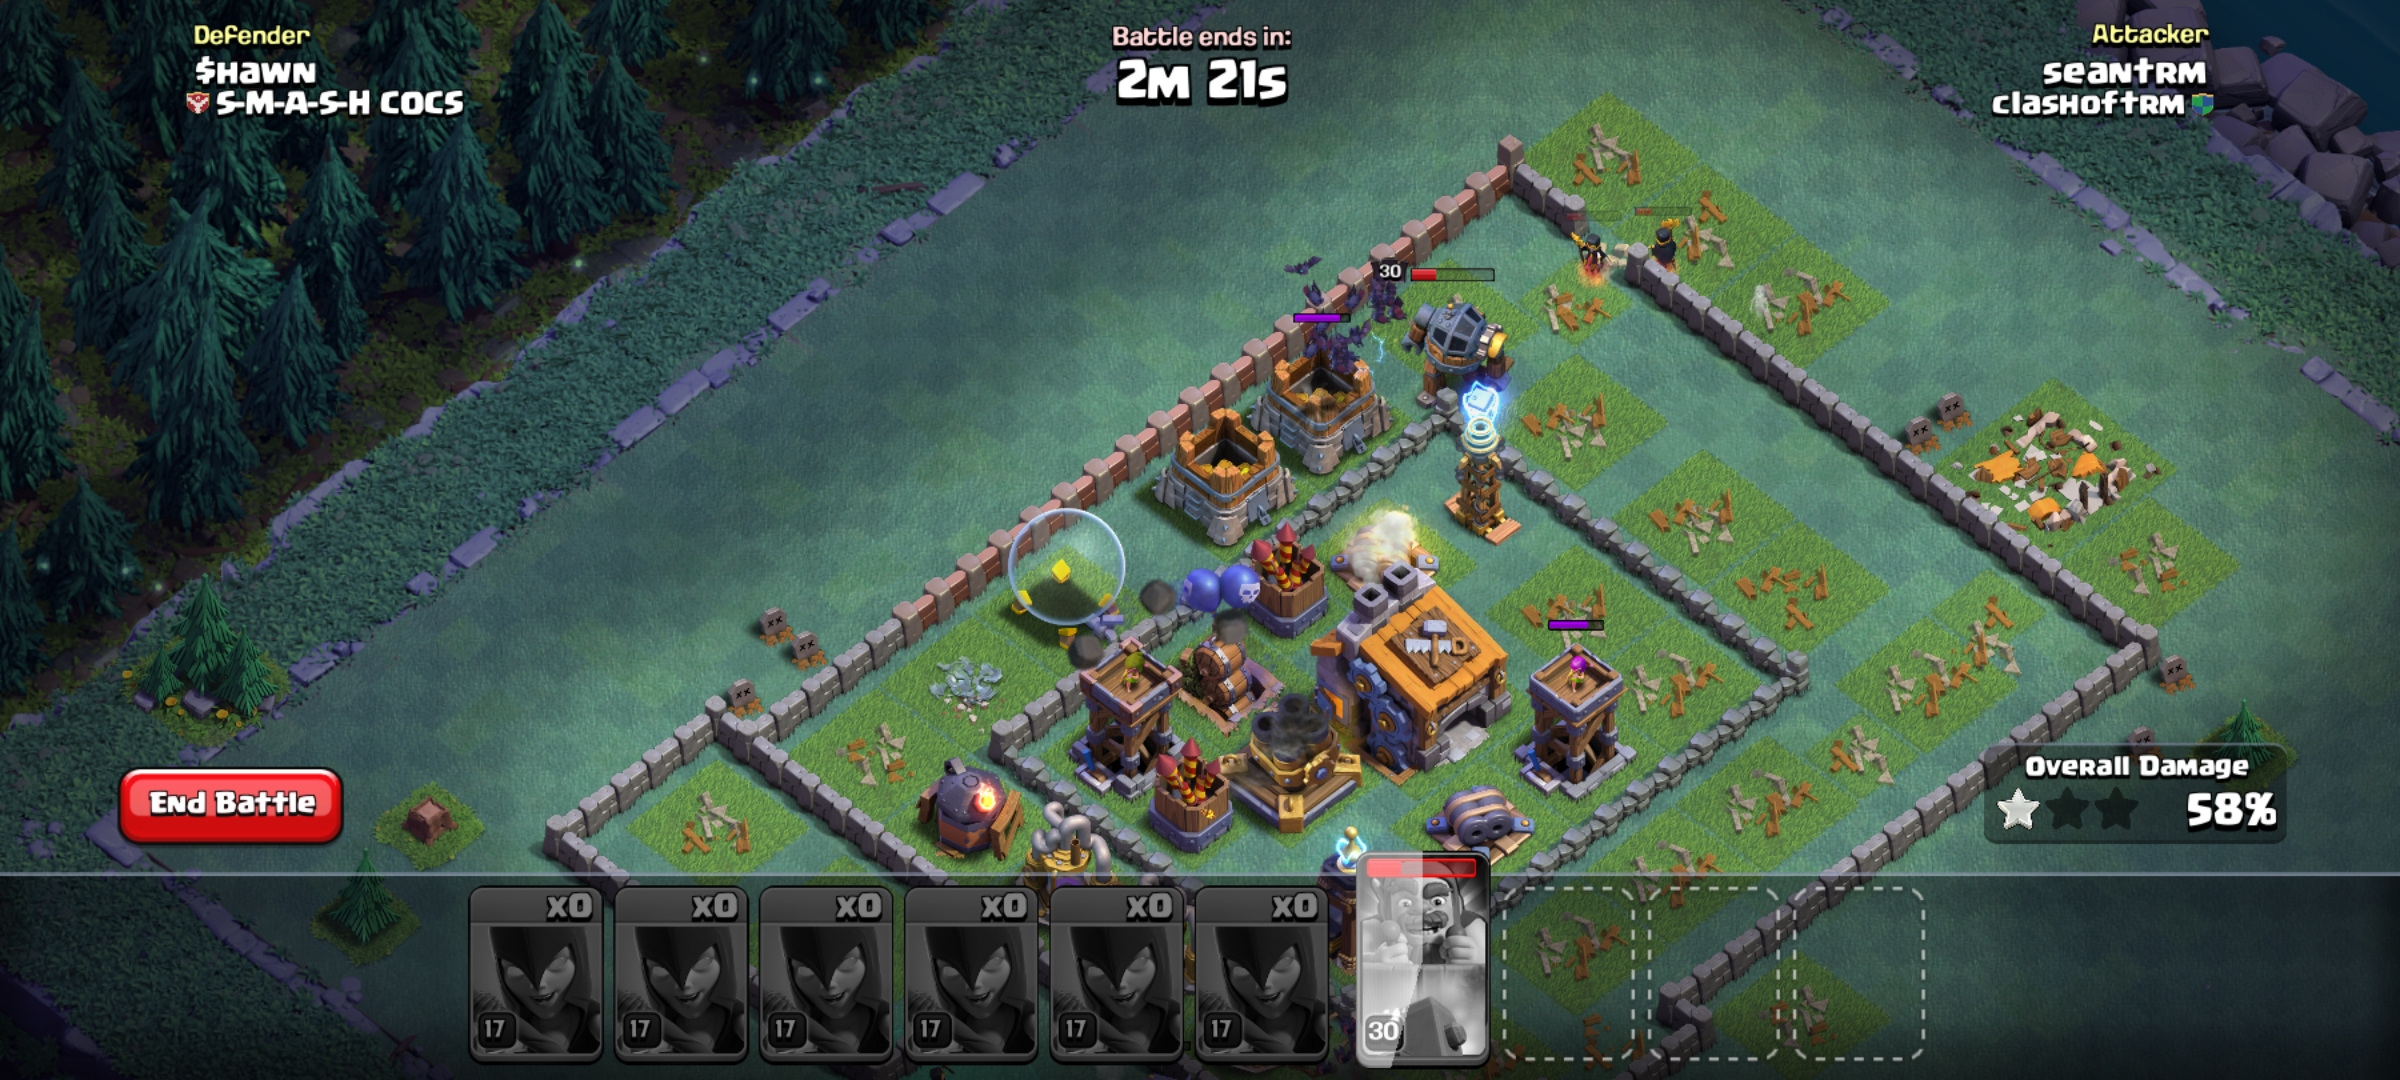 Defender
$HAWN
S-M-A-S-H COCS
Battle ends in:
2M 21S
Attacker
seantRM
clashoftRM
30
End Battle
Overall Damage
58%
x0
x0
x0
x0
x0
x0
17
17
17
17
17
17
30